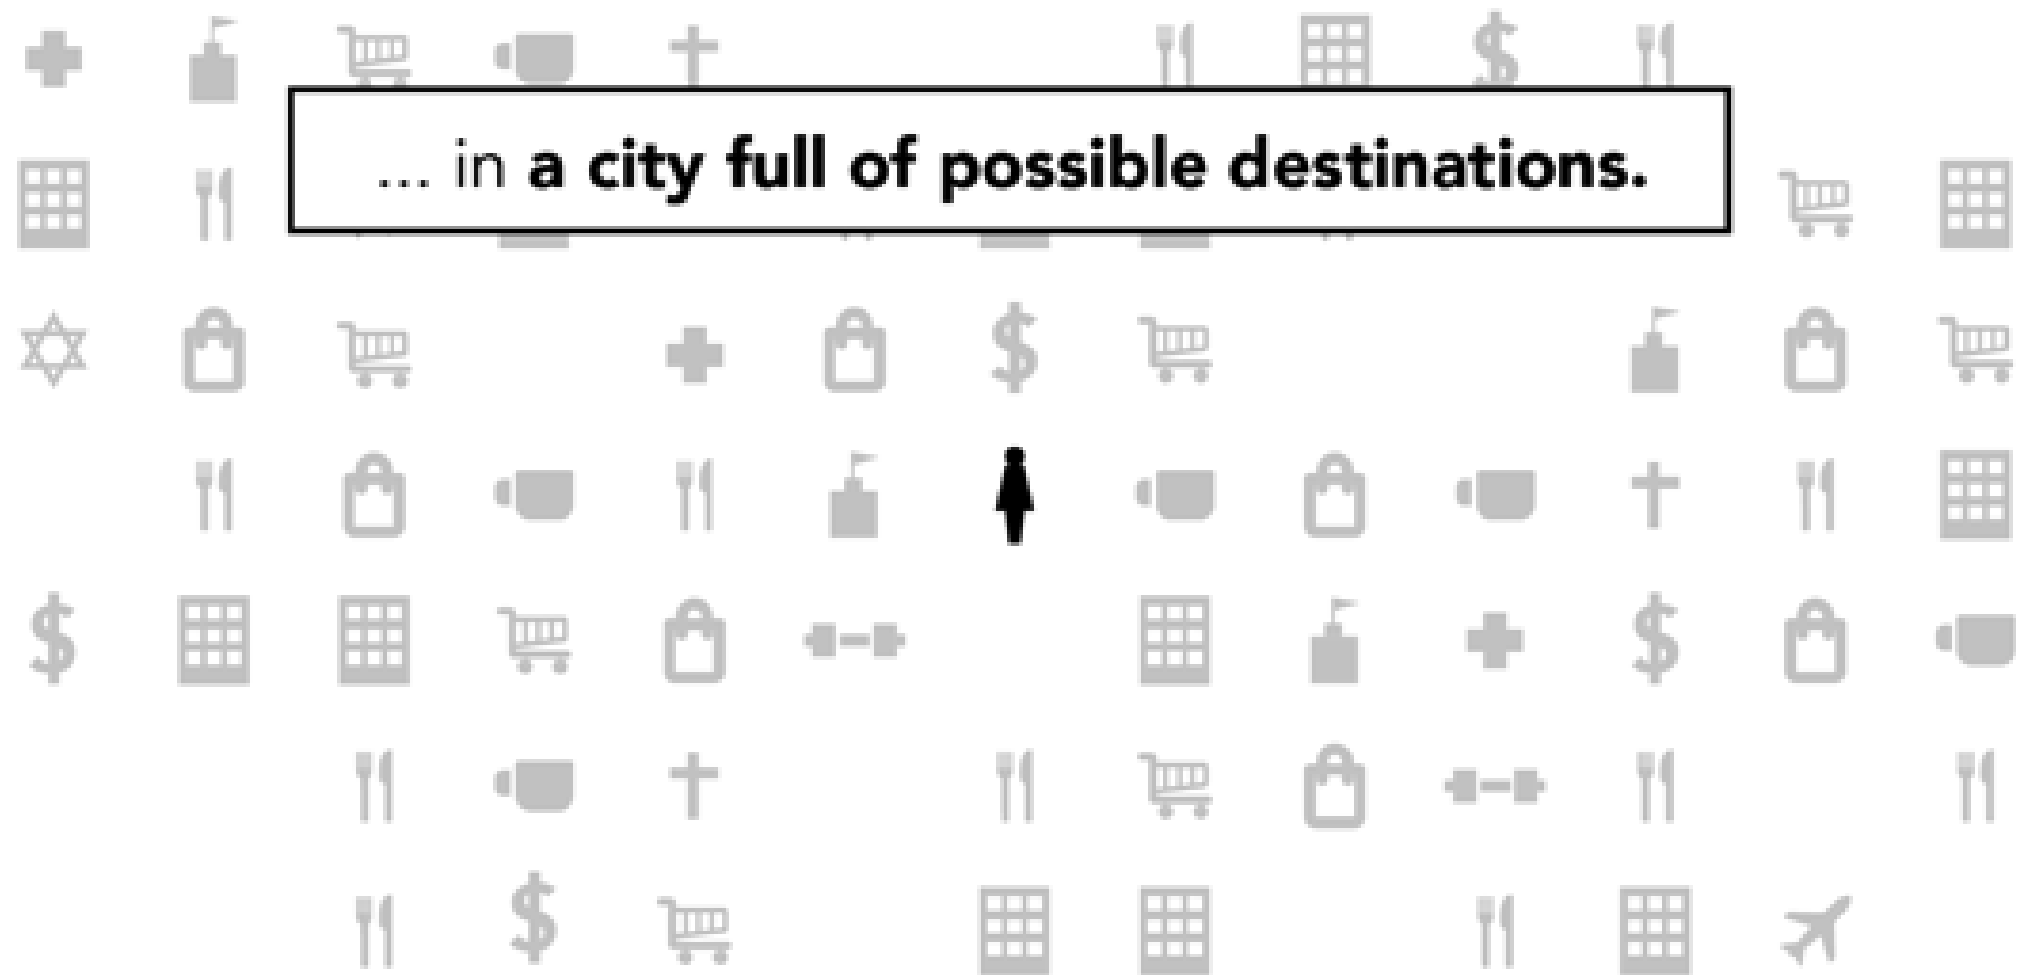 ... in a city full of possible destinations.